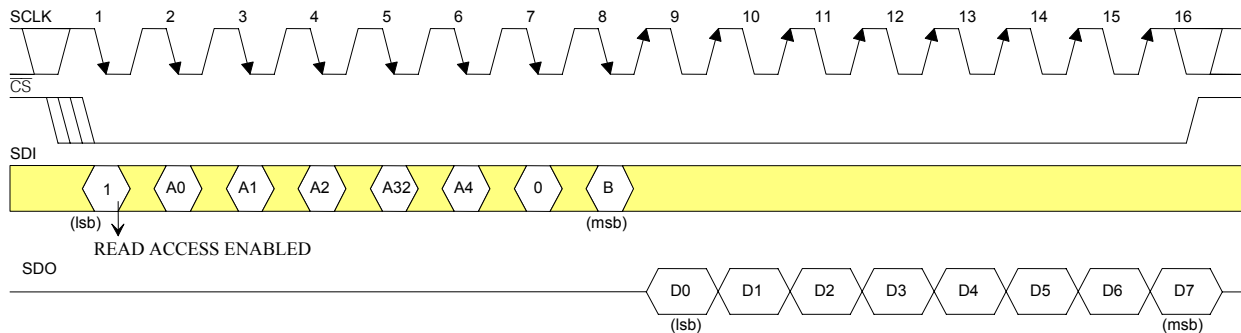 SCLK 1 2 3 4 5 6 7 8 9 10 11 12 13 14 15 16
CS
SDI
1 A0 A1 A2 A32 A4 0 B
(lsb) (msb)
READ ACCESS ENABLED
SDO
D0 D1 D2 D3 D4 D5 D6 D7
(lsb) (msb)